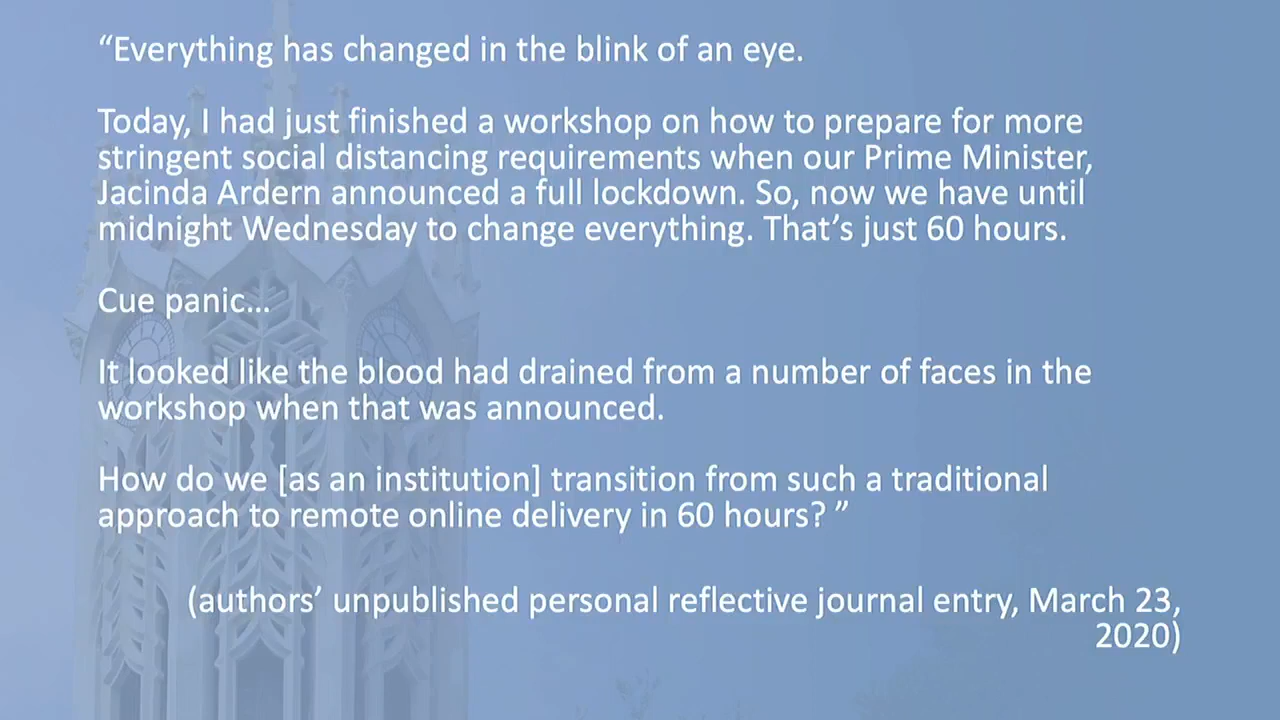 “Everything has changed in the blink of an eye.
Today, I had just finished a workshop on how to prepare for more
stringent social distancing requirements when our Prime Minister,
Jacinda Ardern announced a full lockdown. So, now we have until
midnight Wednesday to change everything. That’s just 60 hours.
Cue panic…
It looked like the blood had drained from a number of faces in the
workshop when that was announced.
How do we [as an institution] transition from such a traditional
approach to remote online delivery in 60 hours? ”
(authors’ unpublished personal reflective journal entry, March 23,
2020)